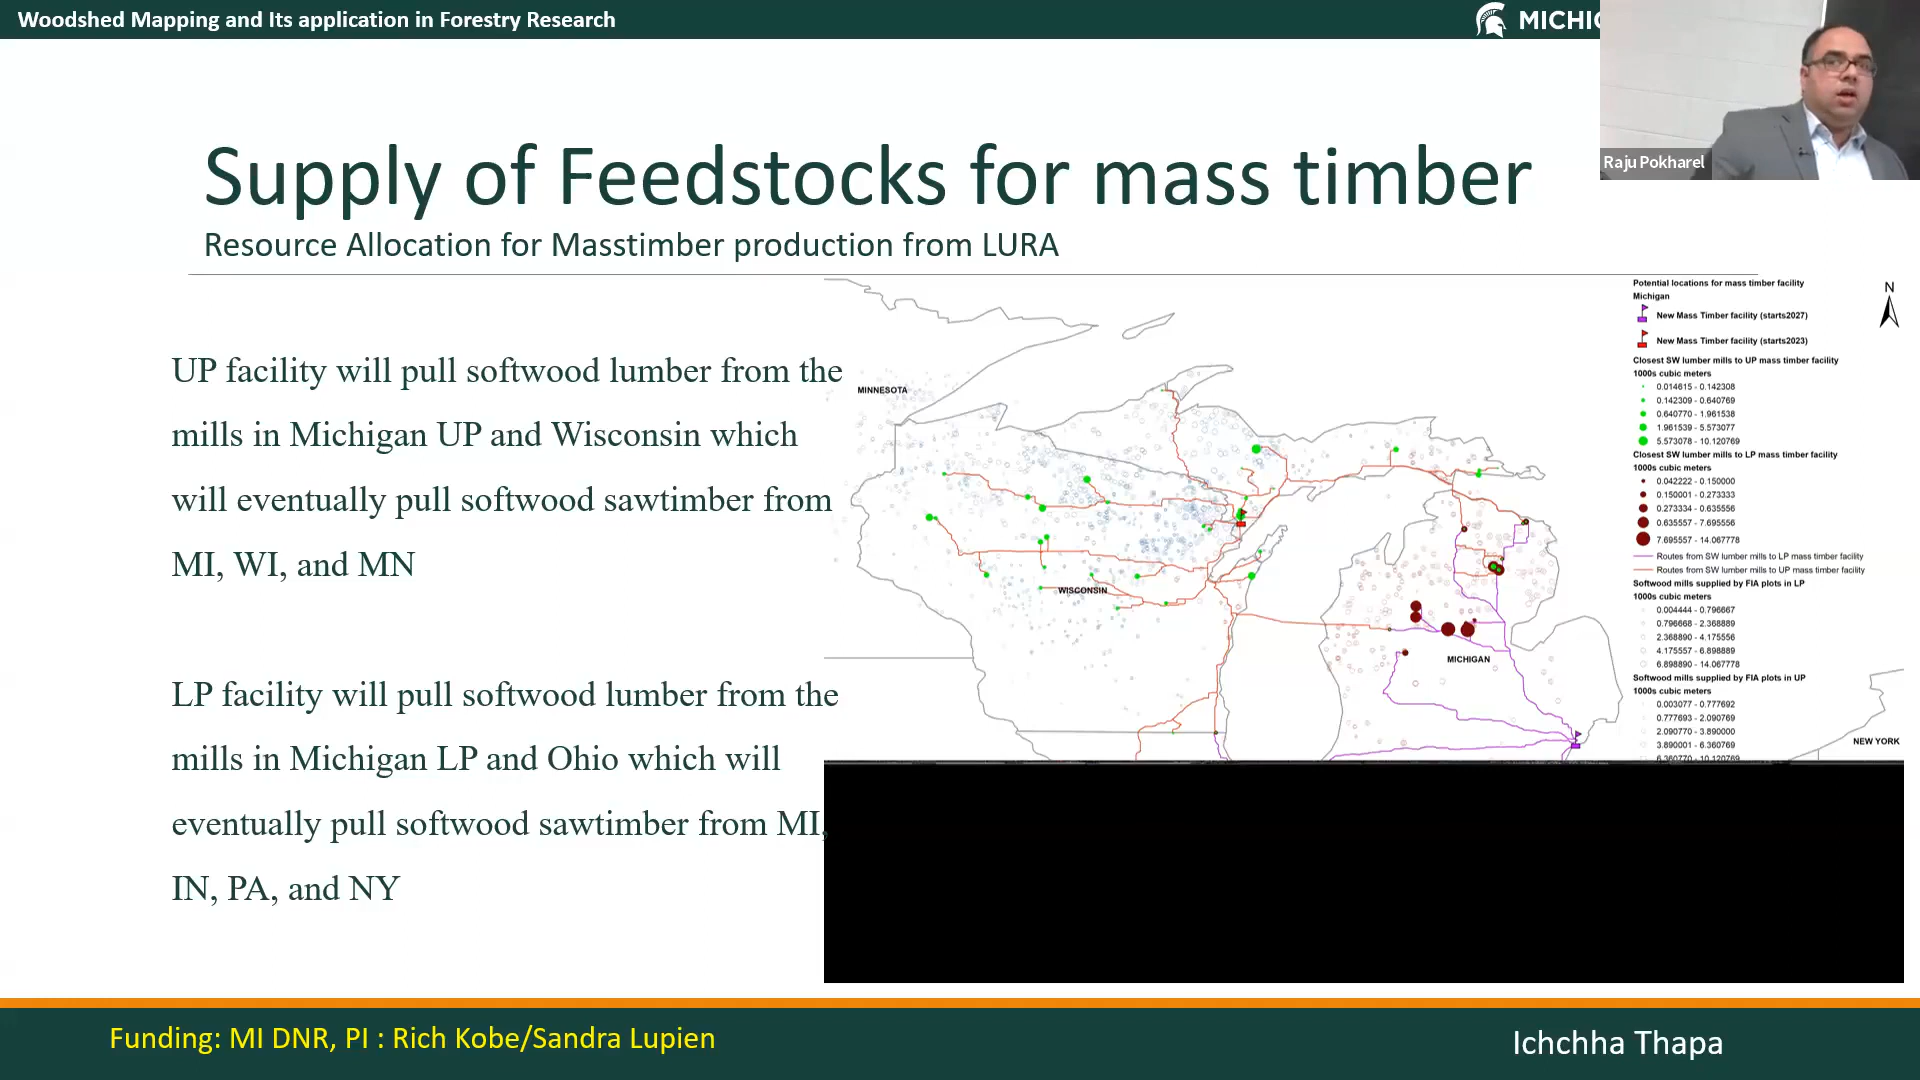 Woodshed Mapping and Its application in Forestry Research
MICHIG
Raju Pokharel
Supply of Feedstocks for mass timber
Resource Allocation for Masstimber production from LURA
UP facility will pull softwood lumber from the
mills in Michigan UP and Wisconsin which
will eventually pull softwood sawtimber from
MI, WI, and MN
LP facility will pull softwood lumber from the
mills in Michigan LP and Ohio which will
eventually pull softwood sawtimber from MI,
IN, PA, and NY
MINNESOTA
WISCONSIN
MICHIGAN
NEW YORK
N
Potential locations for mass timber facility
Michigan
New Mass Timber facility (starts2027)
New Mass Timber facility (starts2023)
Closest SW lumber mills to UP mass timber facility
1000s cubic meters
0.014615 - 0.142308
0.142309 - 0.640769
0.640770 - 1.961538
1.961539 - 5.573077
5.573078 - 10.120769
Closest SW lumber mills to LP mass timber facility
1000s cubic meters
0.042222 - 0.150000
0.150001 - 0.273333
0.273334 - 0.635556
0.635557 - 7.695556
7.695557 - 14.067778
Routes from SW lumber mills to LP mass timber facility
Routes from SW lumber mills to UP mass timber facility
Softwood mills supplied by FIA plots in LP
1000s cubic meters
0.004444 - 0.796667
0.796668 - 2.368889
2.368890 - 4.175556
4.175557 - 6.898889
6.898890 - 14.067778
Softwood mills supplied by FIA plots in UP
1000s cubic meters
0.003077 - 0.777692
0.777693 - 2.090769
2.090770 - 3.890000
3.890001 - 6.360769
6.360770 - 10.120769
Funding: MI DNR, PI : Rich Kobe/Sandra Lupien
Ichchha Thapa